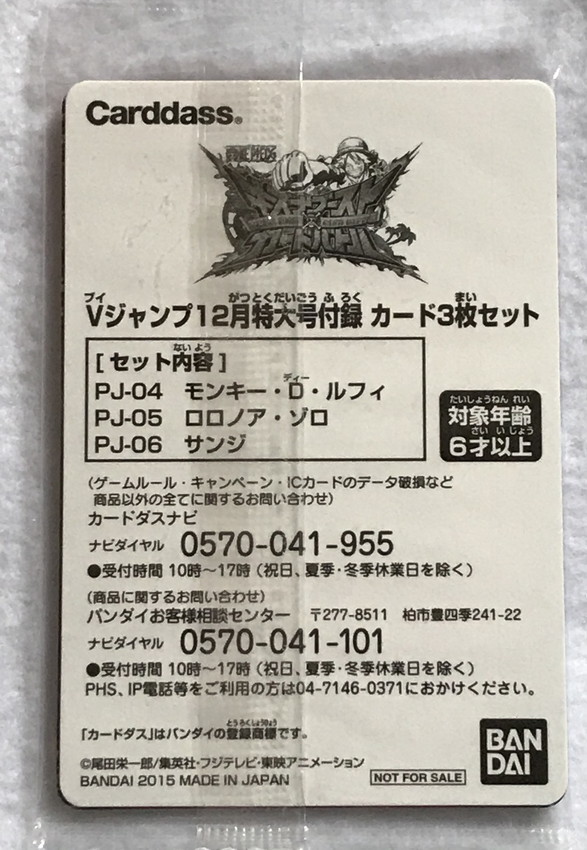 Carddass®
ONE PIECE
Vジャンプ12月特大号付録 カード3枚セット
[セット内容]
PJ-04 モンキー・D・ルフィ
PJ-05 ロロノア・ゾロ
PJ-06 サンジ
対象年齢
6才以上
(ゲームルール・キャンペーン・ICカードのデータ破損など
商品以外の全てに関するお問い合わせ)
カードダスナビ
ナビダイヤル 0570-041-955
●受付時間 10時～17時 (祝日、夏季・冬季休業日を除く)
(商品に関するお問い合わせ)
バンダイお客様相談センター 〒277-8511 柏市豊四季241-22
ナビダイヤル 0570-041-101
●受付時間 10時～17時 (祝日、夏季・冬季休業日を除く)
PHS、IP電話等をご利用の方は04-7146-0371におかけください。
「カードダス」はバンダイの登録商標です。
©尾田栄一郎/集英社・フジテレビ・東映アニメーション
BANDAI 2015 MADE IN JAPAN
NOT FOR SALE
BAN
DAI